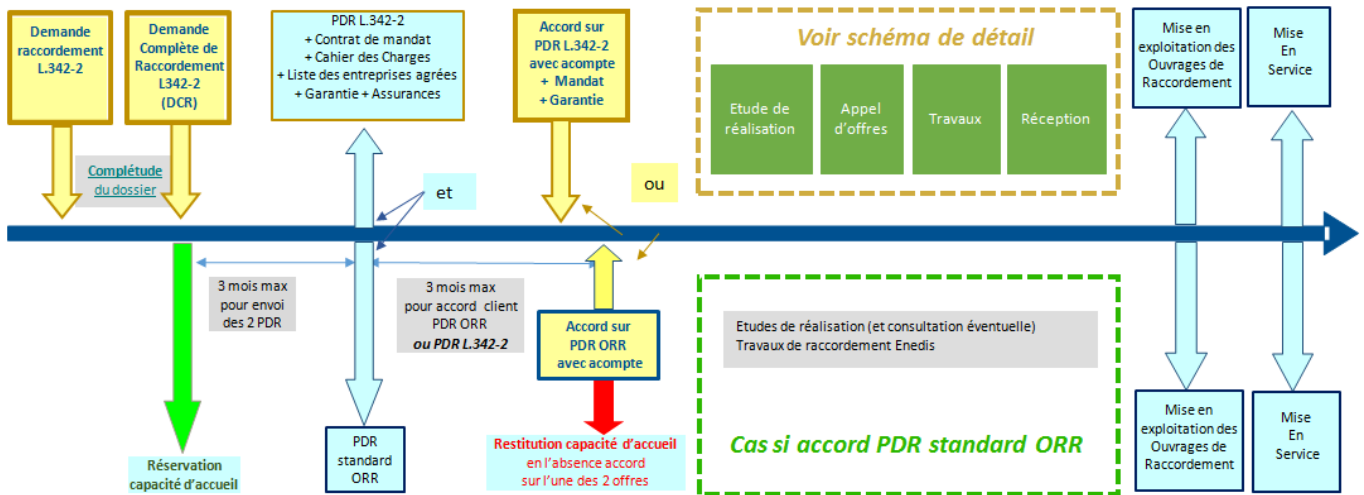 Demande
raccordement
L.342-2
Demande
Complète de
Raccordement
L342-2
(DCR)
PDR L.342-2
+ Contrat de mandat
+ Cahier des Charges
+ Liste des entreprises agrées
+ Garantie + Assurances
Accord sur
PDR L.342-2
avec acompte
+ Mandat
+ Garantie
Voir schéma de détail
Etude de
réalisation
Appel
d'offres
Travaux
Réception
Mise en
exploitation des
Ouvrages de
Raccordement
Mise
En
Service
Complétude
du dossier
et
ou
3 mois max
pour envoi
des 2 PDR
3 mois max
pour accord client
PDR ORR
ou PDR L.342-2
Accord sur
PDR ORR
avec acompte
Etudes de réalisation (et consultation éventuelle)
Travaux de raccordement Enedis
Cas si accord PDR standard ORR
Réservation
capacité d'accueil
PDR
standard
ORR
Restitution capacité d'accueil
en l'absence accord
sur l'une des 2 offres
Mise en
exploitation des
Ouvrages de
Raccordement
Mise
En
Service